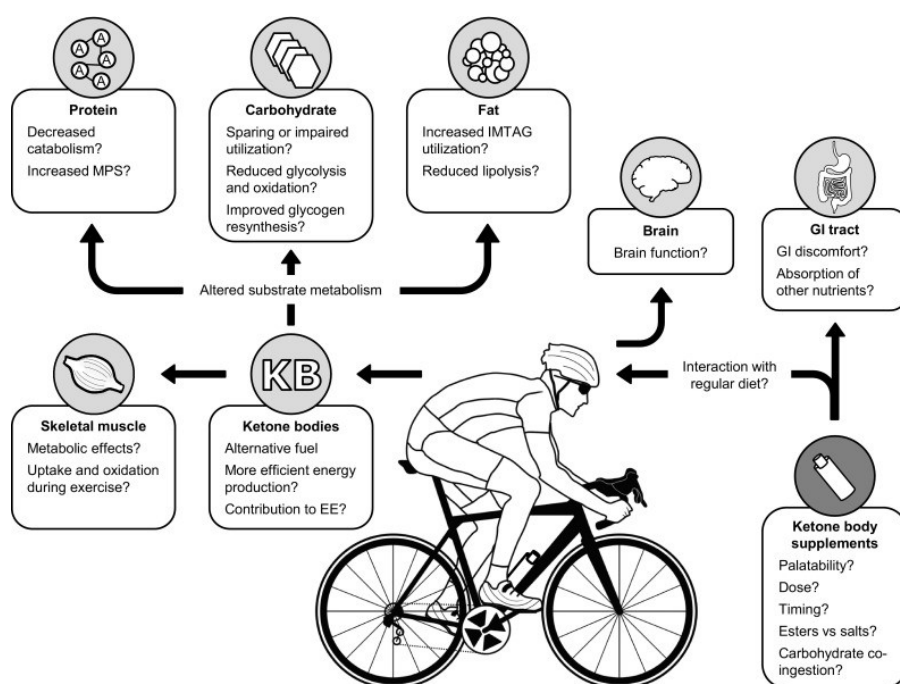 A
A
A
A
Protein
Decreased
catabolism?
Increased MPS?
Carbohydrate
Sparing or impaired
utilization?
Reduced glycolysis
and oxidation?
Improved glycogen
resynthesis?
Fat
Increased IMTAG
utilization?
Reduced lipolysis?
Brain
Brain function?
GI tract
GI discomfort?
Absorption of
other nutrients?
Altered substrate metabolism
Skeletal muscle
Metabolic effects?
Uptake and oxidation
during exercise?
KB
Ketone bodies
Alternative fuel
More efficient energy
production?
Contribution to EE?
Interaction with
regular diet?
Ketone body
supplements
Palatability?
Dose?
Timing?
Esters vs salts?
Carbohydrate co-
ingestion?